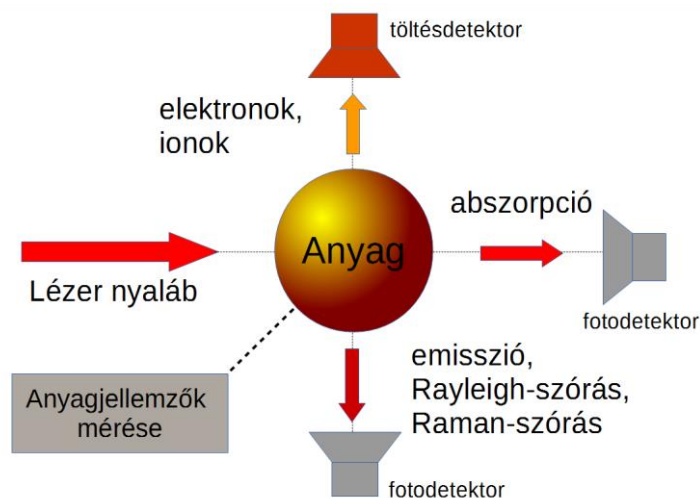 töltésdetektor
elektronok,
ionok
abszorpció
Anyag
Lézer nyaláb
fotodetektor
emisszió,
Rayleigh-szórás,
Raman-szórás
Anyagjellemzők
mérése
fotodetektor